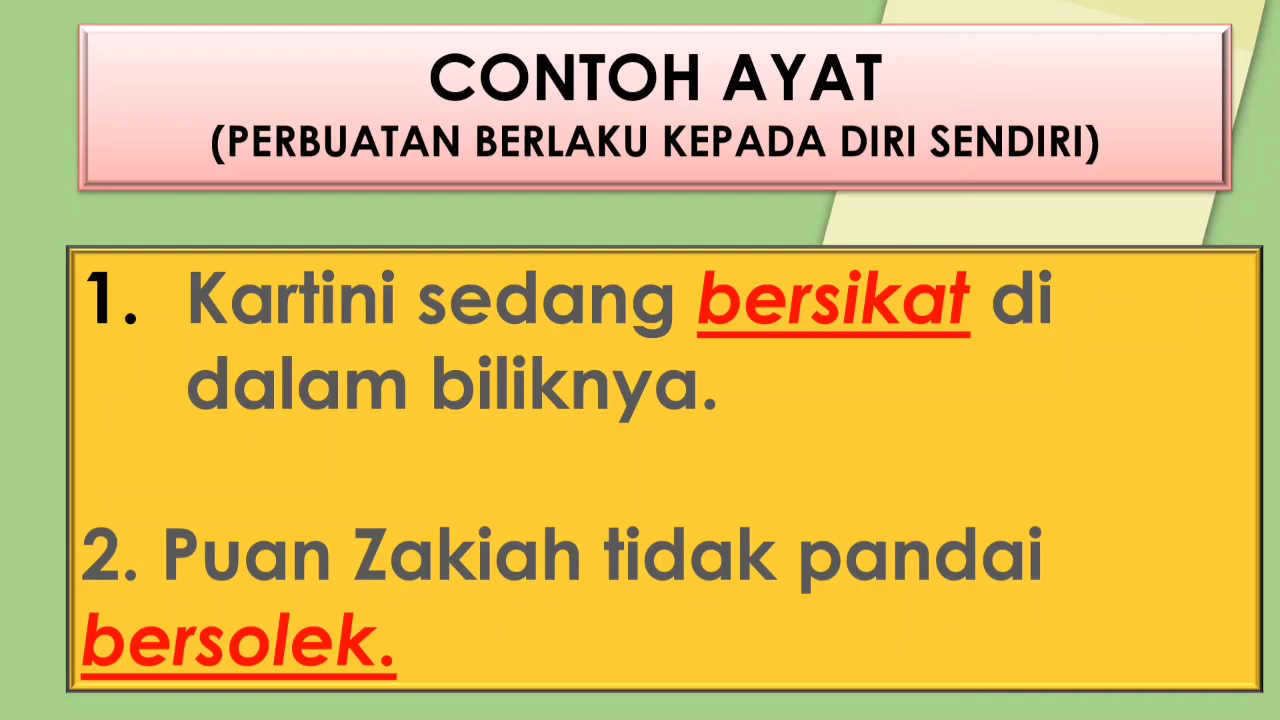 CONTOH AYAT
(PERBUATAN BERLAKU KEPADA DIRI SENDIRI)
1. Kartini sedang bersikat di
dalam biliknya.
2. Puan Zakiah tidak pandai
bersolek.